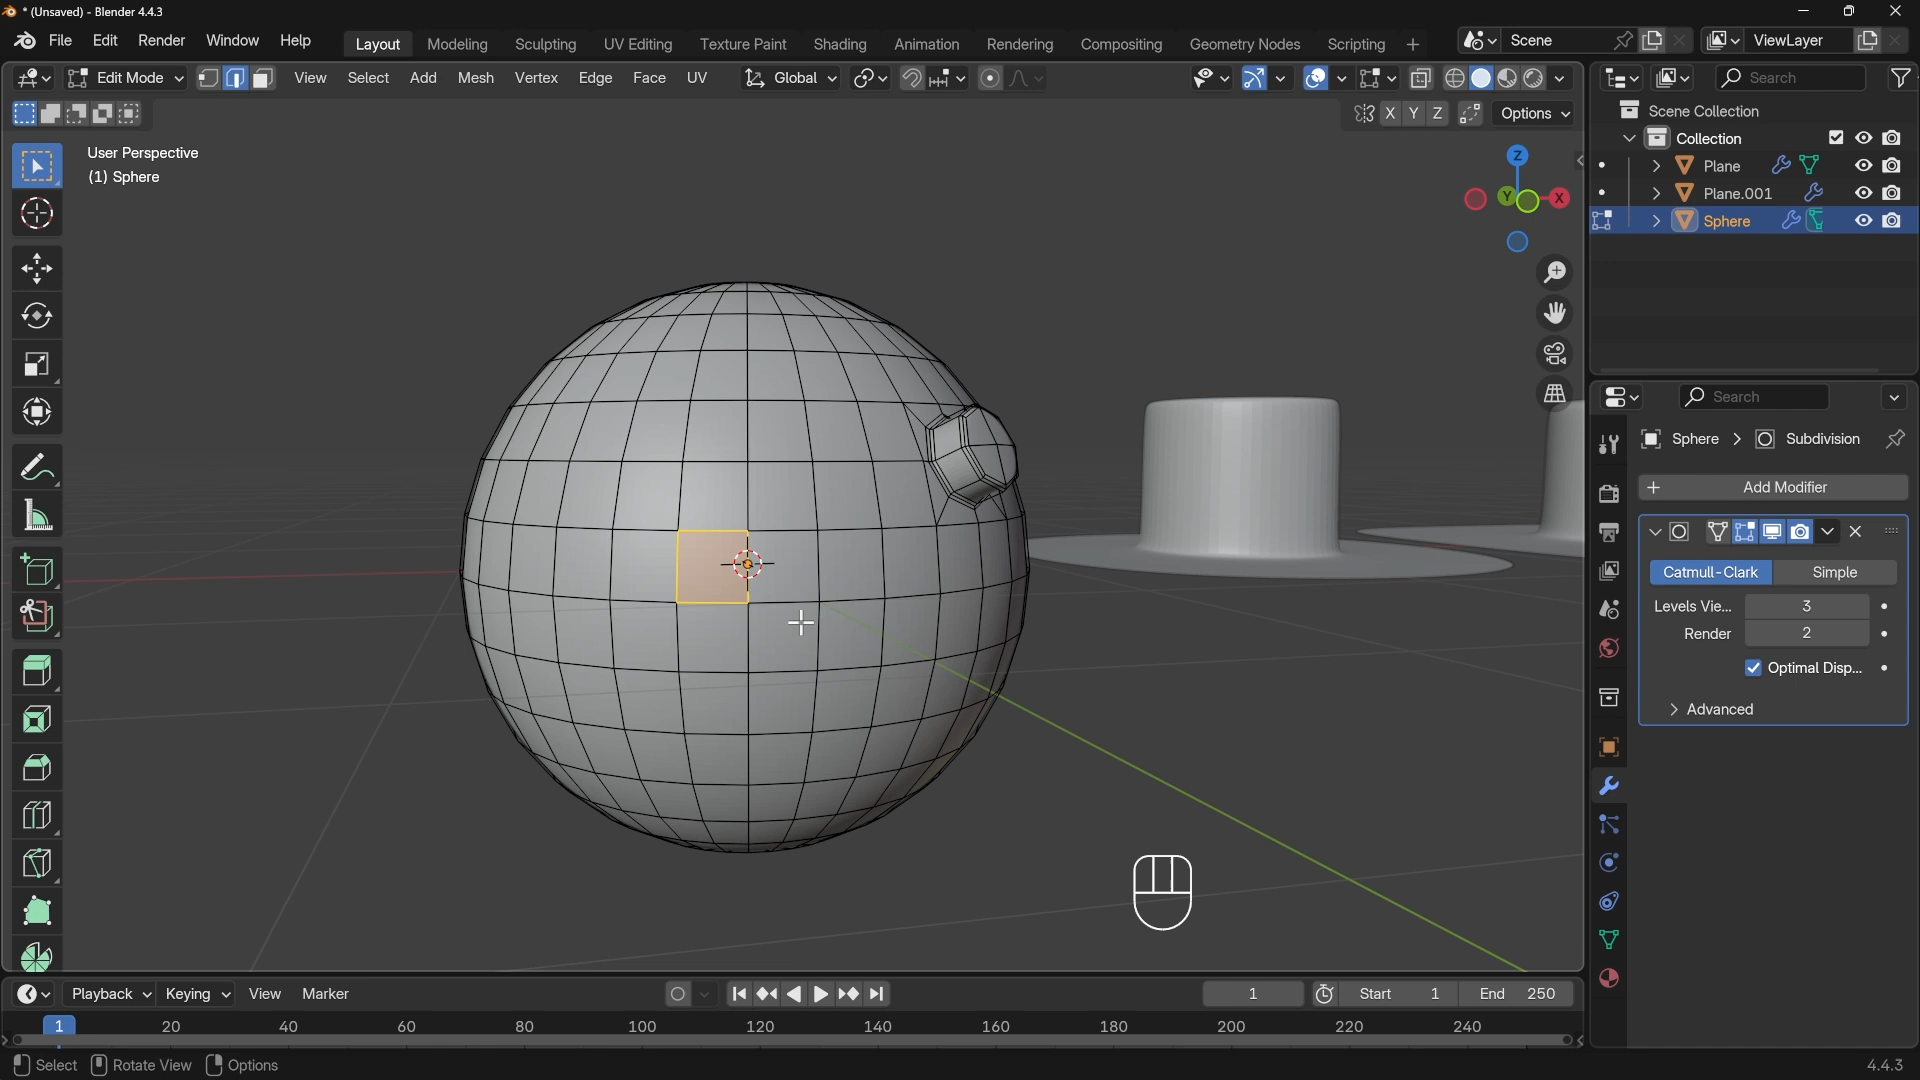 * (Unsaved) - Blender 4.4.3
File Edit Render Window Help Layout Modeling Sculpting UV Editing Texture Paint Shading Animation Rendering Compositing Geometry Nodes Scripting + Scene ViewLayer
Edit Mode View Select Add Mesh Vertex Edge Face UV Global Search
X Y Z Options
User Perspective
(1) Sphere
Z
Y
X
Scene Collection
Collection
Plane
Plane.001
Sphere
Search
Sphere > Subdivision
+ Add Modifier
Catmull-Clark Simple
Levels Vie... 3
Render 2
Optimal Disp...
Advanced
Playback Keying View Marker 1 Start 1 End 250
1 20 40 60 80 100 120 140 160 180 200 220 240
Select Rotate View Options 4.4.3